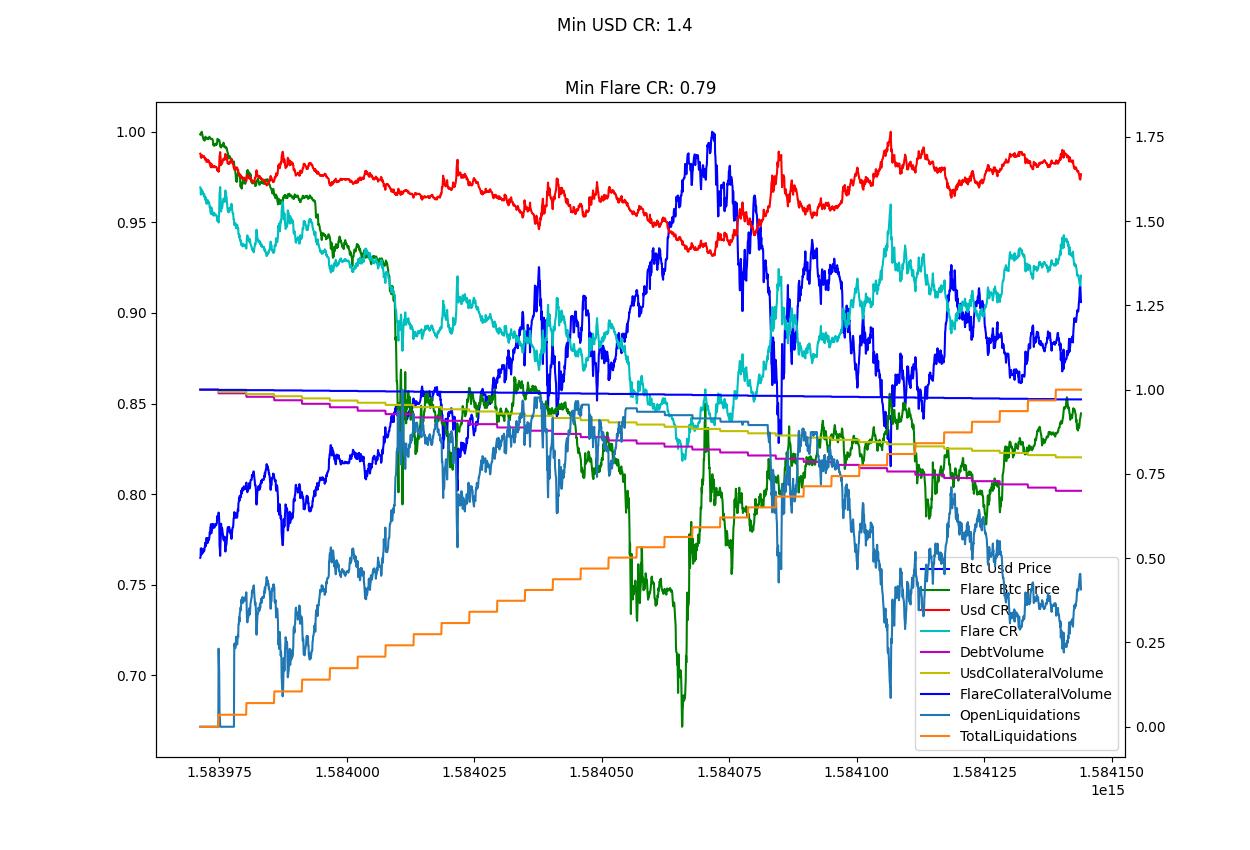 Min USD CR: 1.4
Min Flare CR: 0.79
1.00
0.95
0.90
0.85
0.80
0.75
0.70
1.75
1.50
1.25
1.00
0.75
0.50
0.25
0.00
Btc Usd Price
Flare Btc Price
Usd CR
Flare CR
DebtVolume
UsdCollateralVolume
FlareCollateralVolume
OpenLiquidations
TotalLiquidations
1.583975 1.584000 1.584025 1.584050 1.584075 1.584100 1.584125 1.584150
1e15